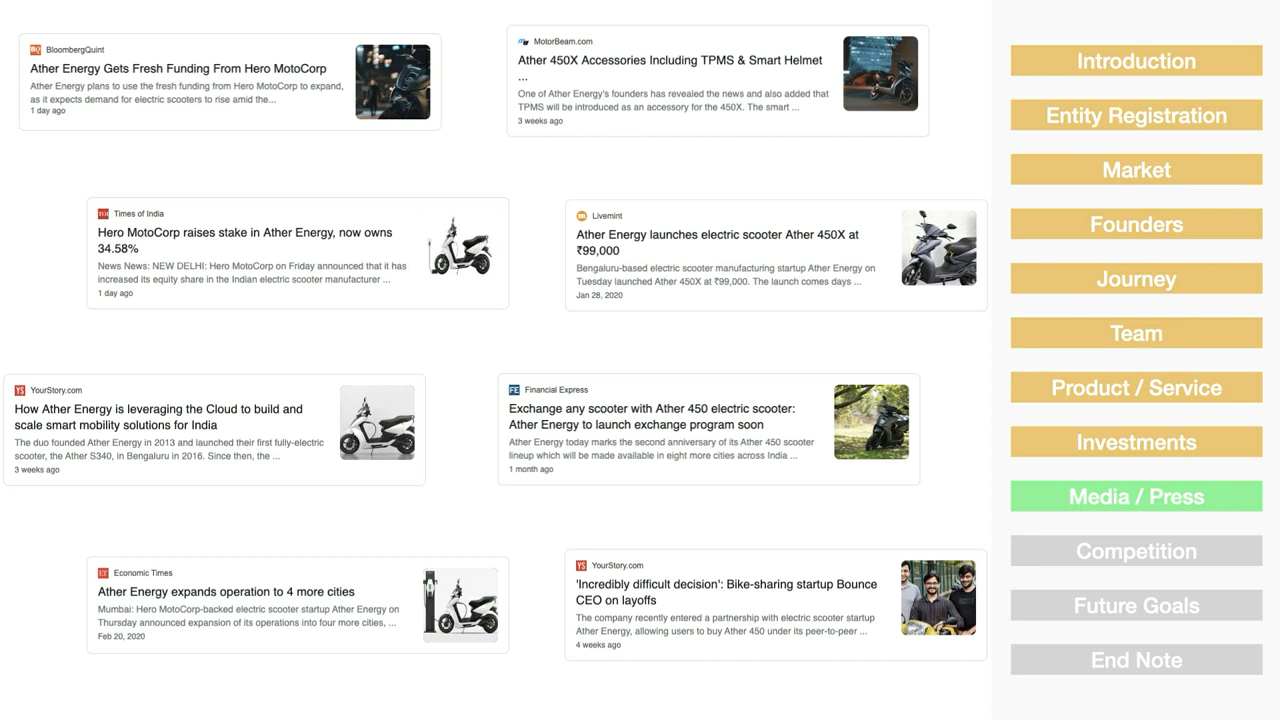 BloombergQuint
Ather Energy Gets Fresh Funding From Hero MotoCorp
Ather Energy plans to use the fresh funding from Hero MotoCorp to expand,
as it expects demand for electric scooters to rise amid the...
1 day ago
MotorBeam.com
Ather 450X Accessories Including TPMS & Smart Helmet
...
One of Ather Energy's founders has revealed the news and also added that
TPMS will be introduced as an accessory for the 450X. The smart ...
3 weeks ago
Times of India
Hero MotoCorp raises stake in Ather Energy, now owns
34.58%
News News: NEW DELHI: Hero MotoCorp on Friday announced that it has
increased its equity share in the Indian electric scooter manufacturer ...
1 day ago
Livemint
Ather Energy launches electric scooter Ather 450X at
₹99,000
Bengaluru-based electric scooter manufacturing startup Ather Energy on
Tuesday launched Ather 450X at ₹99,000. The launch comes days ...
Jan 28, 2020
YS YourStory.com
How Ather Energy is leveraging the Cloud to build and
scale smart mobility solutions for India
The duo founded Ather Energy in 2013 and launched their first fully-electric
scooter, the Ather S340, in Bengaluru in 2016. Since then, the ...
3 weeks ago
FE Financial Express
Exchange any scooter with Ather 450 electric scooter:
Ather Energy to launch exchange program soon
Ather Energy today marks the second anniversary of its Ather 450 scooter
lineup which will be made available in eight more cities across India ...
1 month ago
ET Economic Times
Ather Energy expands operation to 4 more cities
Mumbai: Hero MotoCorp-backed electric scooter startup Ather Energy on
Thursday announced expansion of its operations into four more cities, ...
Feb 20, 2020
YS YourStory.com
'Incredibly difficult decision': Bike-sharing startup Bounce
CEO on layoffs
The company recently entered a partnership with electric scooter startup
Ather Energy, allowing users to buy Ather 450 under its peer-to-peer ...
4 weeks ago
Introduction
Entity Registration
Market
Founders
Journey
Team
Product / Service
Investments
Media / Press
Competition
Future Goals
End Note